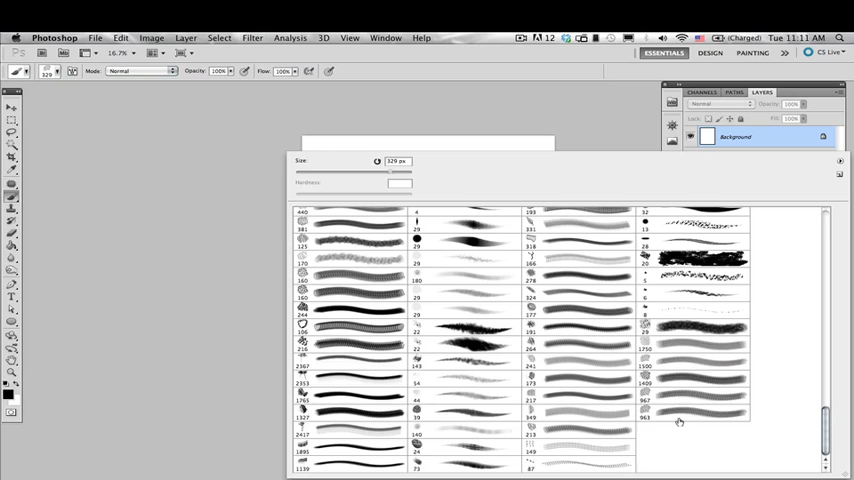 Photoshop File Edit Image Layer Select Filter Analysis 3D View Window Help 12 (Charged) Tue 11:11 AM
Ps Br Mb 16.7% ESSENTIALS DESIGN PAINTING >> CS Live
329 Mode: Normal Opacity: 100% Flow: 100%
CHANNELS PATHS LAYERS
Normal Opacity: 100%
Lock: Fill: 100%
Background
Size: 329 px
Hardness:
440 4 193 32
381 29 331 13
125 29 318 28
170 29 166 20
160 180 278 5
160 29 324 6
244 29 177 8
106 22 191 29
216 22 264 1750
2367 143 241 1500
2353 54 173 1409
1765 44 217 967
1327 39 349 963
2417 140 213
1895 24 149
1139 73 87